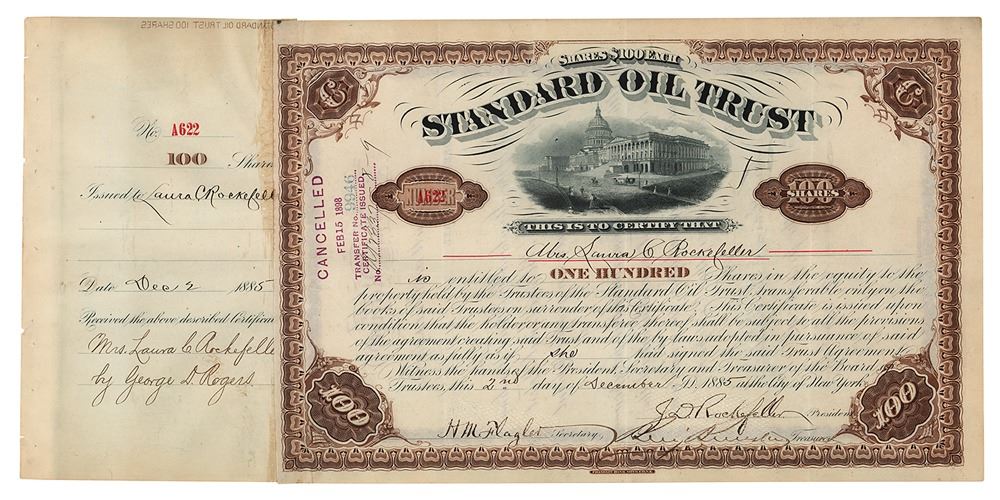 STANDARD OIL TRUST 100 SHARES
No. A622
100 Shares
Issued to Laura C Rockefell
Date Dec 2 1885
Received the above described Certifica
Mrs. Laura C Rockefelle
by George D. Rogers.
CANCELLED
FEB 15 1898
TRANSFER No.
CERTIFICATE ISSUED,
No.
SHARES $100 EACH
STANDARD OIL TRUST
NUMBER
A622
100
SHARES
THIS IS TO CERTIFY THAT
Mrs. Laura C Rockefeller
is entitled to ONE HUNDRED Shares in the equity to the
property held by the Trustees of the Standard Oil Trust, transferable only on the
books of said Trustees on surrender of this Certificate. This Certificate is issued upon
condition that the holder or any transferee thereof shall be subject to all the provisions
of the agreement creating said Trust and of the by-laws adopted in pursuance of said
agreement as fully as if she had signed the said Trust Agreement.
Witness the hands of the President, Secretary and Treasurer of the Board of
Trustees, this 2nd day of December A.D. 1885 at the City of New York.
H M Flagler Secretary,
J. D. Rockefeller President
Treasurer
100
100